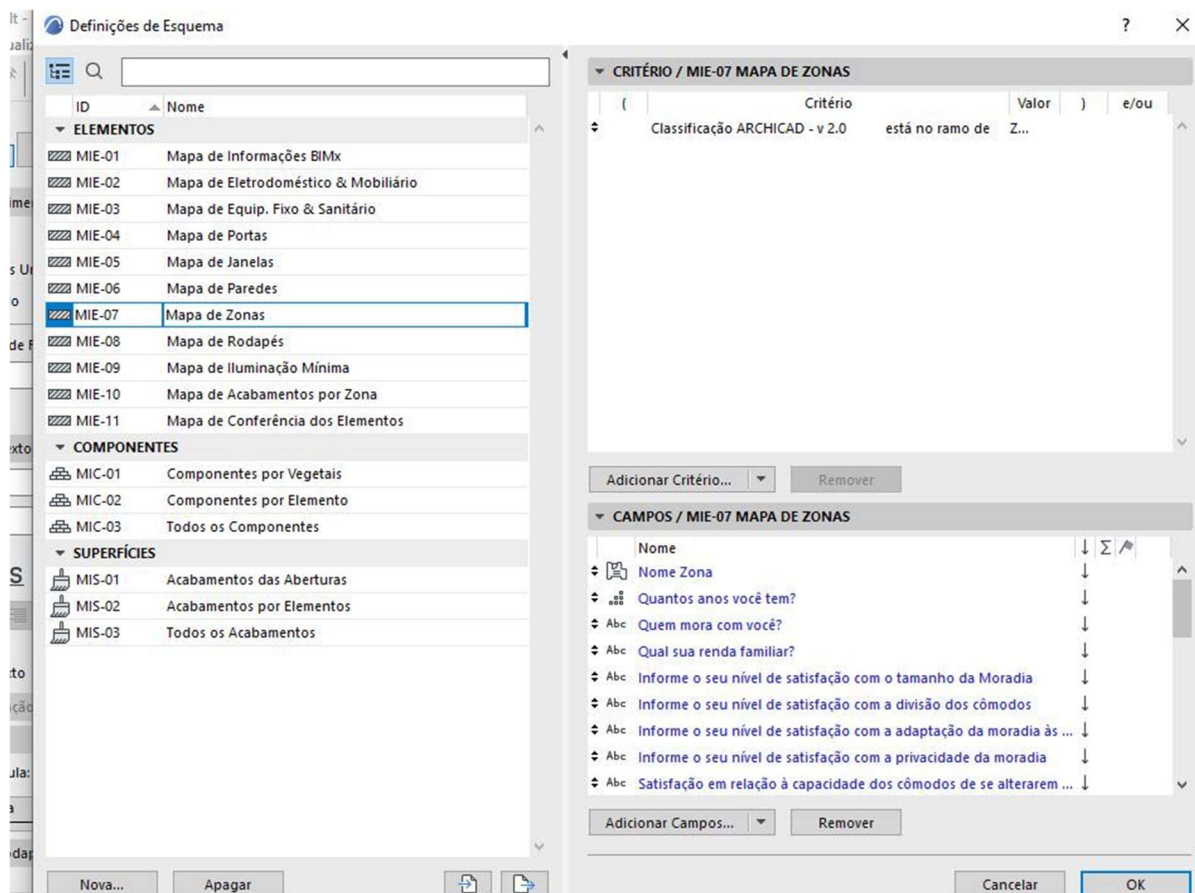 Definições de Esquema
?
ID Nome
ELEMENTOS
MIE-01 Mapa de Informações BIMx
MIE-02 Mapa de Eletrodoméstico & Mobiliário
MIE-03 Mapa de Equip. Fixo & Sanitário
MIE-04 Mapa de Portas
MIE-05 Mapa de Janelas
MIE-06 Mapa de Paredes
MIE-07 Mapa de Zonas
MIE-08 Mapa de Rodapés
MIE-09 Mapa de Iluminação Mínima
MIE-10 Mapa de Acabamentos por Zona
MIE-11 Mapa de Conferência dos Elementos
COMPONENTES
MIC-01 Componentes por Vegetais
MIC-02 Componentes por Elemento
MIC-03 Todos os Componentes
SUPERFÍCIES
MIS-01 Acabamentos das Aberturas
MIS-02 Acabamentos por Elementos
MIS-03 Todos os Acabamentos
Nova... Apagar
CRITÉRIO / MIE-07 MAPA DE ZONAS
( Critério Valor ) e/ou
Classificação ARCHICAD - v 2.0 está no ramo de Z...
Adicionar Critério... Remover
CAMPOS / MIE-07 MAPA DE ZONAS
Nome ↓ Σ
Nome Zona ↓
Quantos anos você tem? ↓
Abc Quem mora com você? ↓
Abc Qual sua renda familiar? ↓
Abc Informe o seu nível de satisfação com o tamanho da Moradia ↓
Abc Informe o seu nível de satisfação com a divisão dos cômodos ↓
Abc Informe o seu nível de satisfação com a adaptação da moradia às ... ↓
Abc Informe o seu nível de satisfação com a privacidade da moradia ↓
Abc Satisfação em relação à capacidade dos cômodos de se alterarem ... ↓
Adicionar Campos... Remover
Cancelar OK